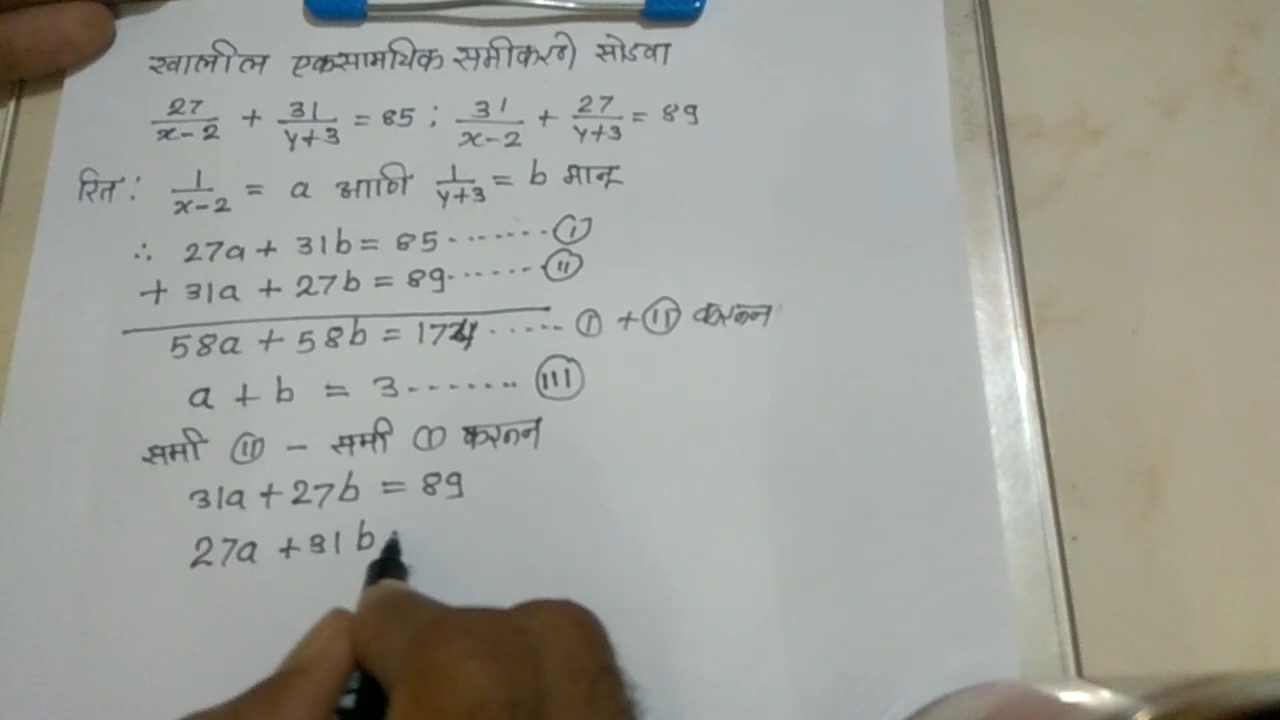 खालील एकसामयिक समीकरणे सोडवा
27/x-2 + 31/y+3 = 85 ; 31/x-2 + 27/y+3 = 89
रित: 1/x-2 = a आणि 1/y+3 = b मानू
∴ 27a + 31b = 85 ........ (I)
+ 31a + 27b = 89 ....... (II)
58a + 58b = 174 ...... (I) + (II) करून
a + b = 3 ........ (III)
समी (II) - समी (I) करून
31a + 27b = 89
27a + 31b